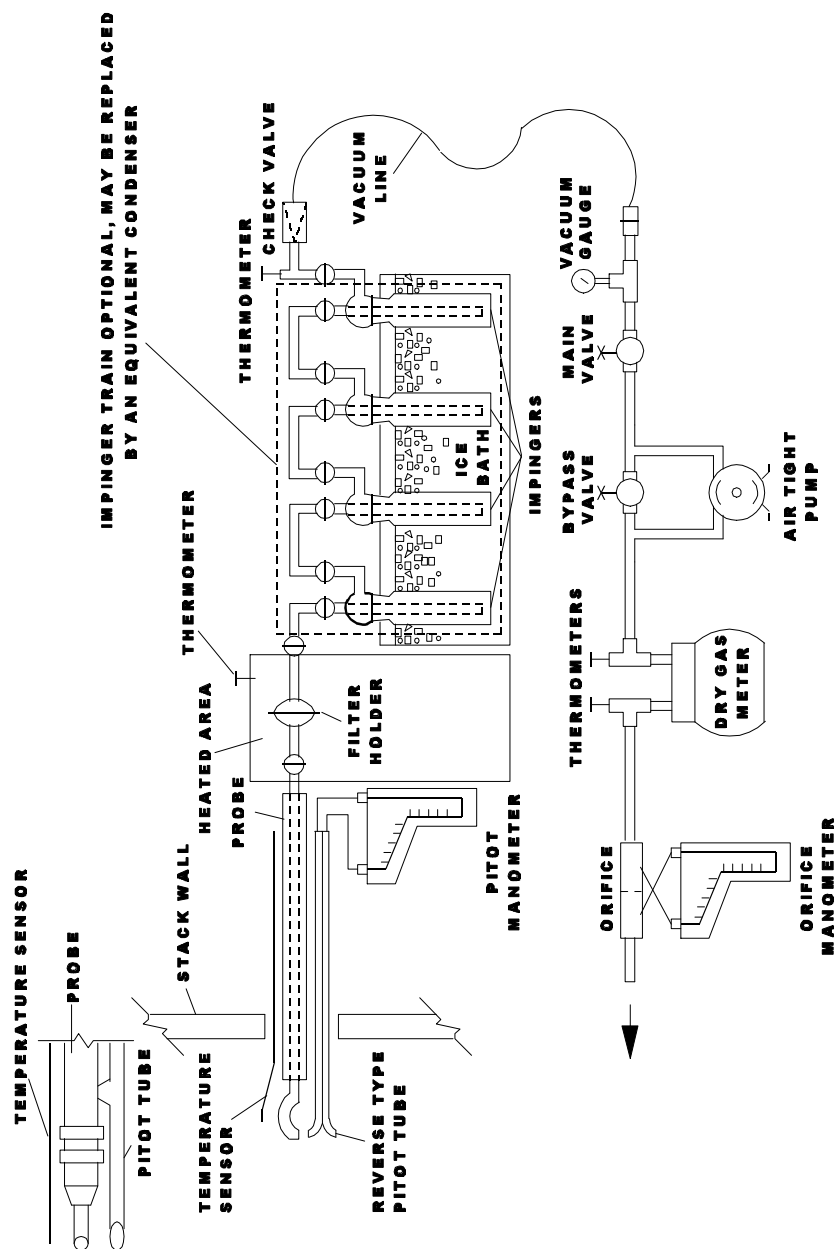 IMPINGER TRAIN OPTIONAL, MAY BE REPLACED
BY AN EQUIVALENT CONDENSER
TEMPERATURE SENSOR
PROBE
PITOT TUBE
STACK WALL
TEMPERATURE
SENSOR
REVERSE TYPE
PITOT TUBE
PROBE
HEATED AREA
THERMOMETER
FILTER
HOLDER
PITOT
MANOMETER
THERMOMETER
CHECK VALVE
ICE
BATH
IMPINGERS
VACUUM
LINE
VACUUM
GAUGE
MAIN
VALVE
BYPASS
VALVE
AIR TIGHT
PUMP
THERMOMETERS
DRY GAS
METER
ORIFICE
ORIFICE
MANOMETER